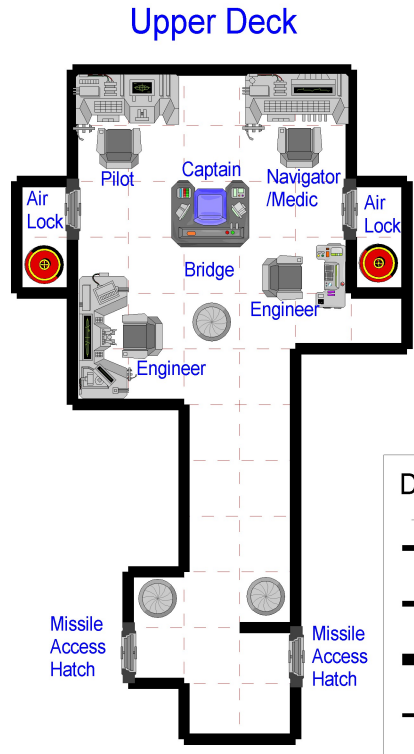 Upper Deck
Pilot
Captain
Navigator
/Medic
Air
Lock
Air
Lock
Bridge
Engineer
Engineer
D
Missile
Access
Hatch
Missile
Access
Hatch